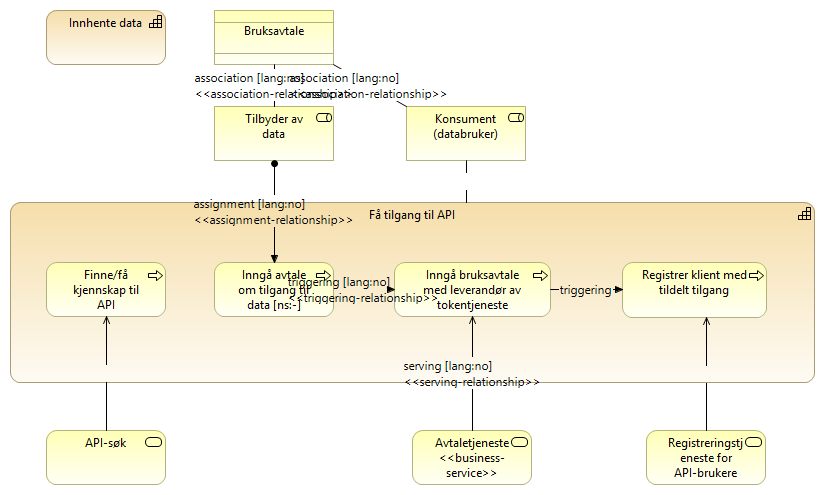 Innhente data
Bruksavtale
association [lang:no]
<<association-relationship>>
association [lang:no]
<<association-relationship>>
Tilbyder av
data
Konsument
(databruker)
assignment [lang:no]
<<assignment-relationship>>
Få tilgang til API
Finne/få
kjennskap til
API
Inngå avtale
om tilgang til
data [ns:-]
triggering [lang:no]
<<triggering-relationship>>
Inngå bruksavtale
med leverandør av
tokentjeneste
triggering
Registrer klient med
tildelt tilgang
serving [lang:no]
<<serving-relationship>>
API-søk
Avtaletjeneste
<<business-
service>>
Registreringstj
eneste for
API-brukere